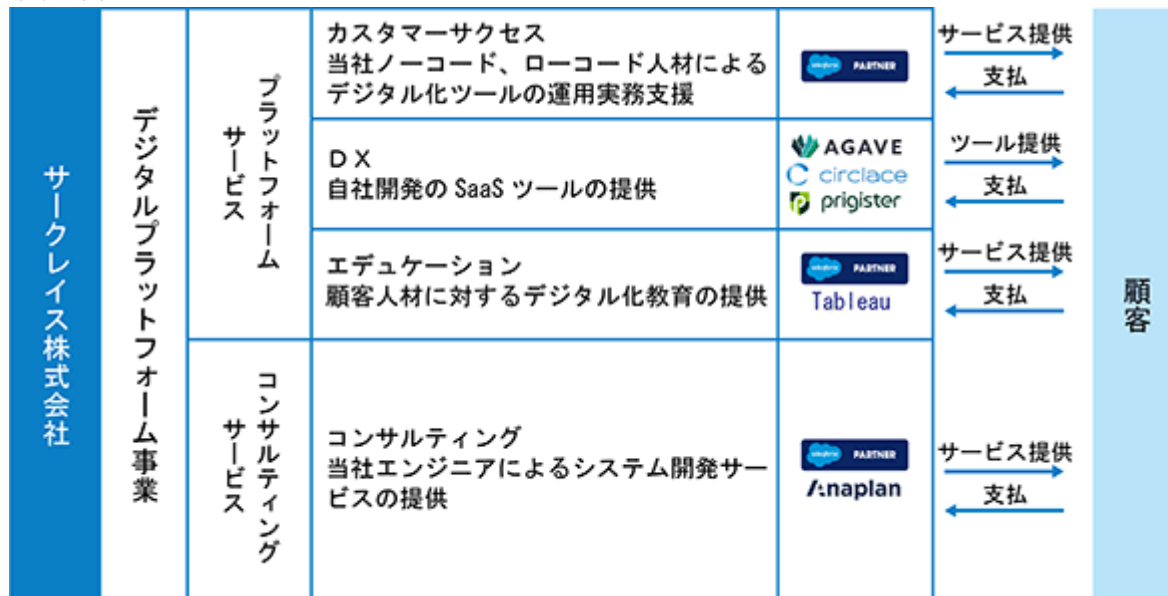 サークレイス株式会社
デジタルプラットフォーム事業
プラットフォーム
サービス
カスタマーサクセス
当社ノーコード、ローコード人材による
デジタル化ツールの運用実務支援
salesforce PARTNER
サービス提供
支払
DX
自社開発の SaaS ツールの提供
AGAVE
circlace
prigister
ツール提供
支払
エデュケーション
顧客人材に対するデジタル化教育の提供
salesforce PARTNER
Tableau
サービス提供
支払
コンサルティング
サービス
コンサルティング
当社エンジニアによるシステム開発サー
ビスの提供
salesforce PARTNER
Anaplan
サービス提供
支払
顧客